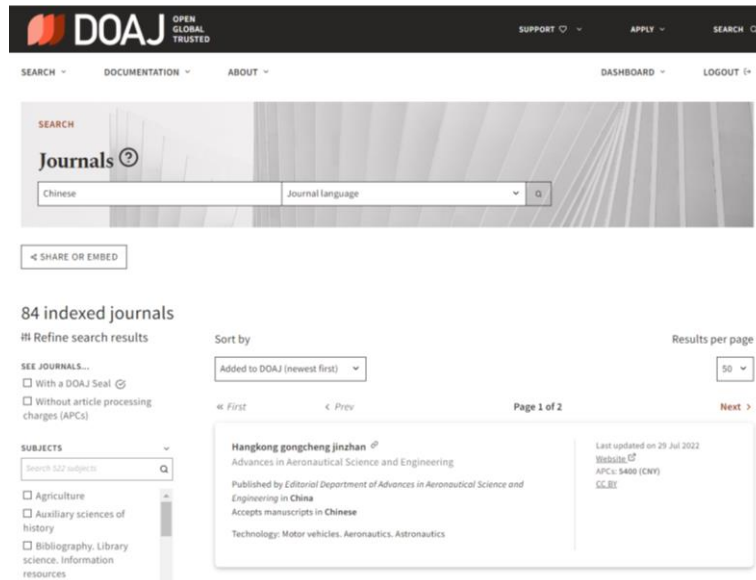 DOAJ
OPEN
GLOBAL
TRUSTED
SUPPORT
APPLY
SEARCH
SEARCH
DOCUMENTATION
ABOUT
DASHBOARD
LOGOUT
SEARCH
Journals ?
Chinese
Journal language
SHARE OR EMBED
84 indexed journals
Refine search results
SEE JOURNALS...
With a DOAJ Seal
Without article processing
charges (APCs)
SUBJECTS
Search 522 subjects
Agriculture
Auxiliary sciences of
history
Bibliography. Library
science. Information
resources
Sort by
Added to DOAJ (newest first)
Results per page
50
« First
< Prev
Page 1 of 2
Next >
Hangkong gongcheng jinzhan
Advances in Aeronautical Science and Engineering
Published by Editorial Department of Advances in Aeronautical Science and
Engineering in China
Accepts manuscripts in Chinese
Technology: Motor vehicles. Aeronautics. Astronautics
Last updated on 29 Jul 2022
Website
APCs: 5400 (CNY)
CC BY